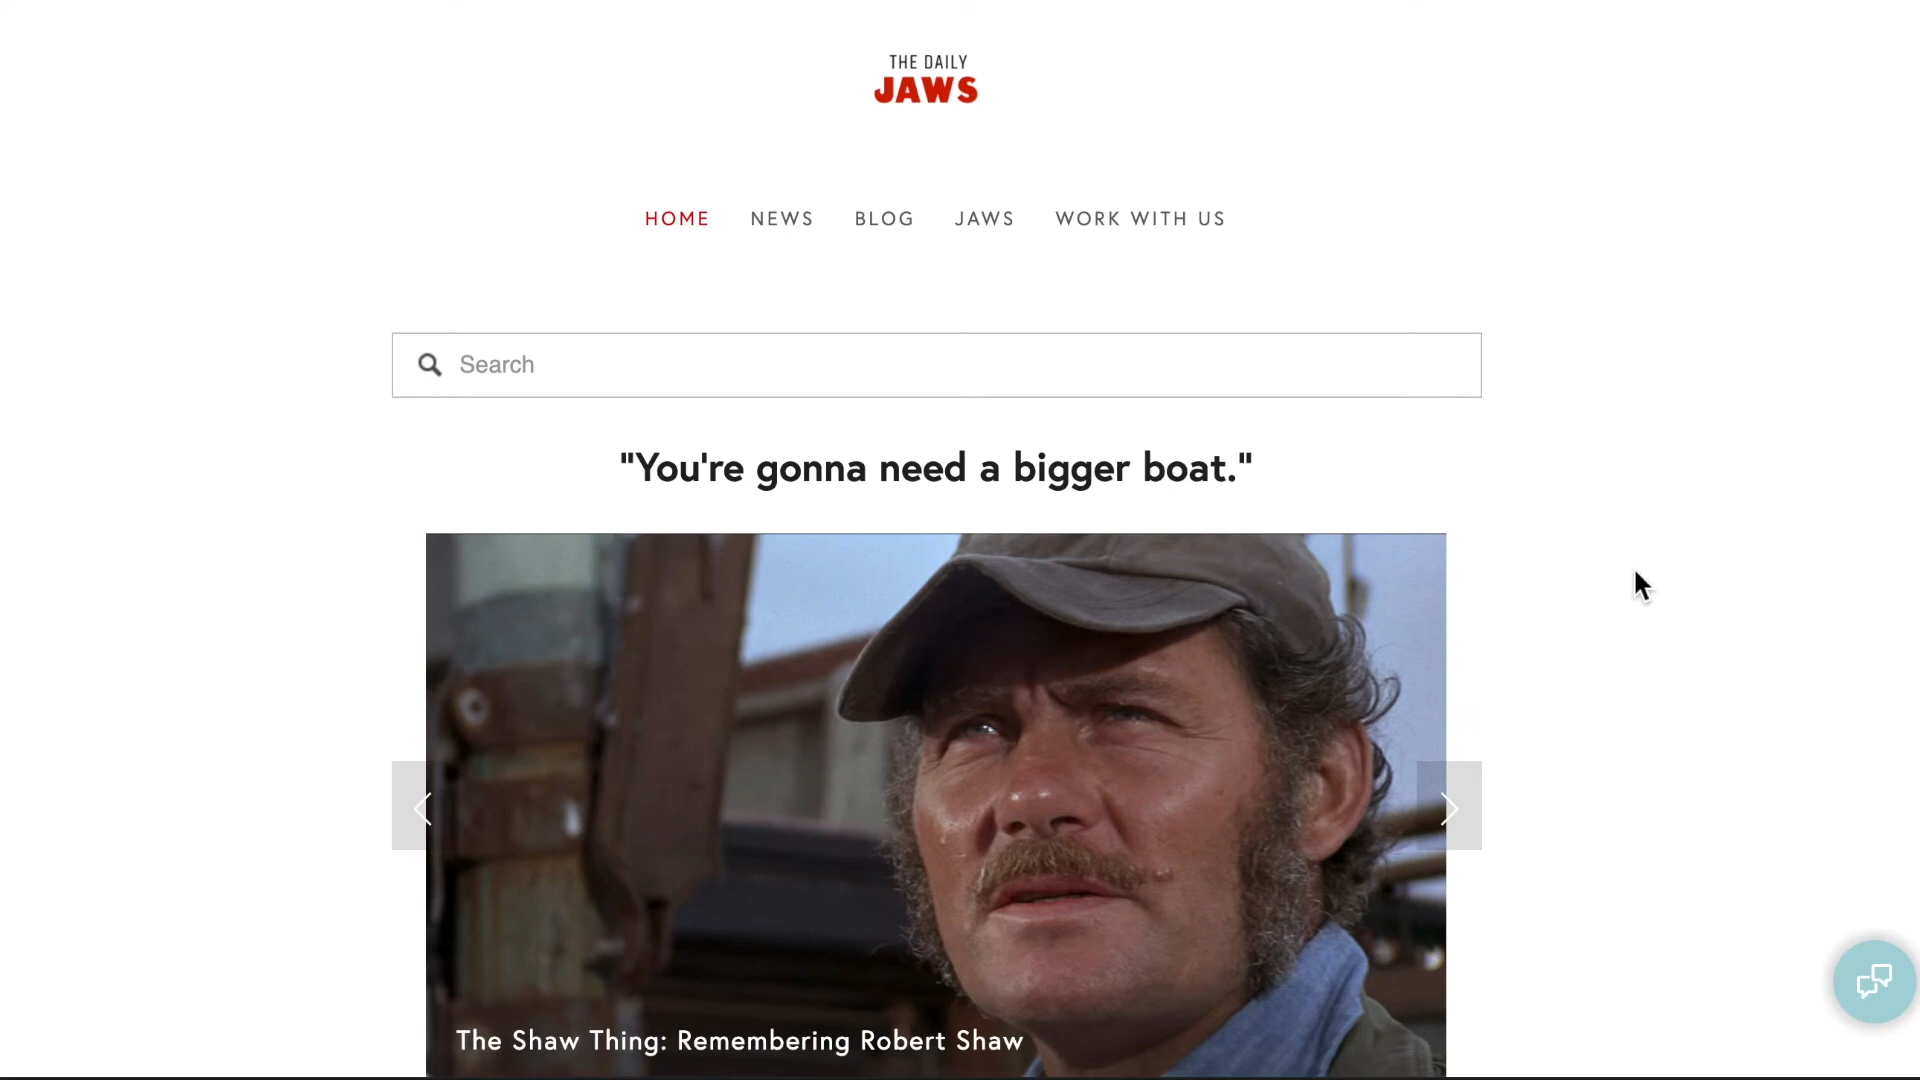 THE DAILY
JAWS
HOME NEWS BLOG JAWS WORK WITH US
Search
"You're gonna need a bigger boat."
The Shaw Thing: Remembering Robert Shaw